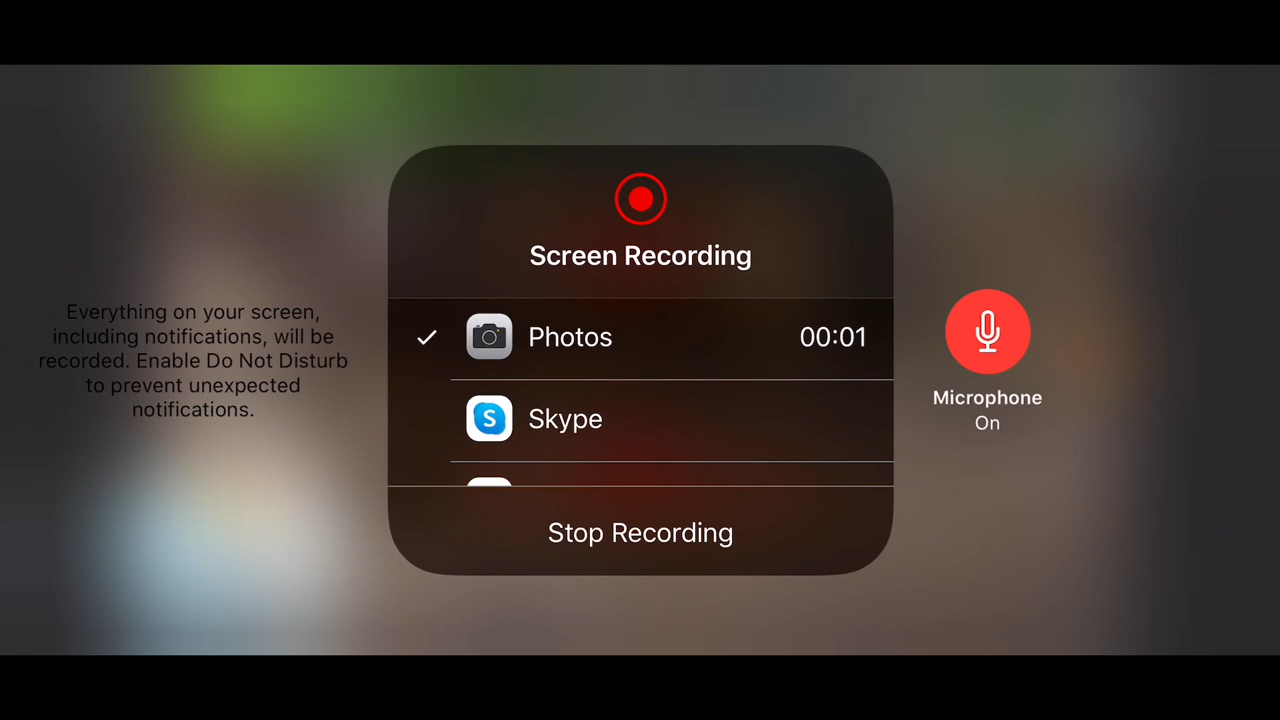 Everything on your screen,
including notifications, will be
recorded. Enable Do Not Disturb
to prevent unexpected
notifications.
Screen Recording
Photos 00:01
S Skype
Stop Recording
Microphone
On